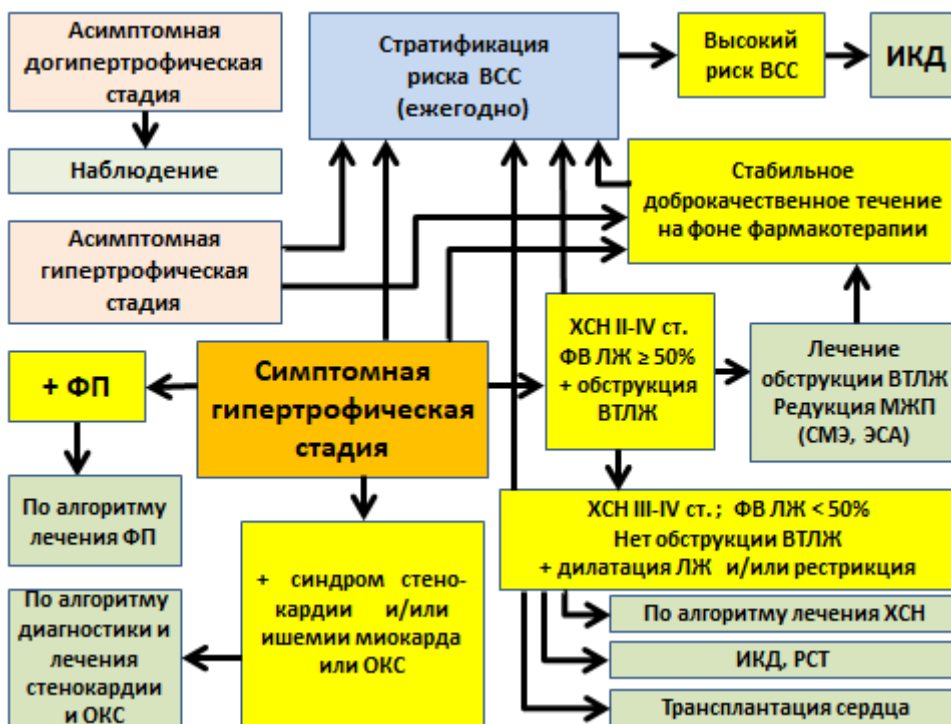 Асимптомная
догипертрофическая
стадия
Стратификация
риска ВСС
(ежегодно)
Высокий
риск ВСС
ИКД
Наблюдение
Стабильное
доброкачественное течение
на фоне фармакотерапии
Асимптомная
гипертрофическая
стадия
ХСН II-IV ст.
ФВ ЛЖ ≥ 50%
+ обструкция
ВТЛЖ
Лечение
обструкции ВТЛЖ
Редукция МЖП
(СМЭ, ЭСА)
+ ФП
Симптомная
гипертрофическая
стадия
По алгоритму
лечения ФП
ХСН III-IV ст. ; ФВ ЛЖ < 50%
Нет обструкции ВТЛЖ
+ дилатация ЛЖ и/или рестрикция
+ синдром стено-
кардии и/или
ишемии миокарда
или ОКС
По алгоритму
диагностики и
лечения
стенокардии
и ОКС
По алгоритму лечения ХСН
ИКД, РСТ
Трансплантация сердца